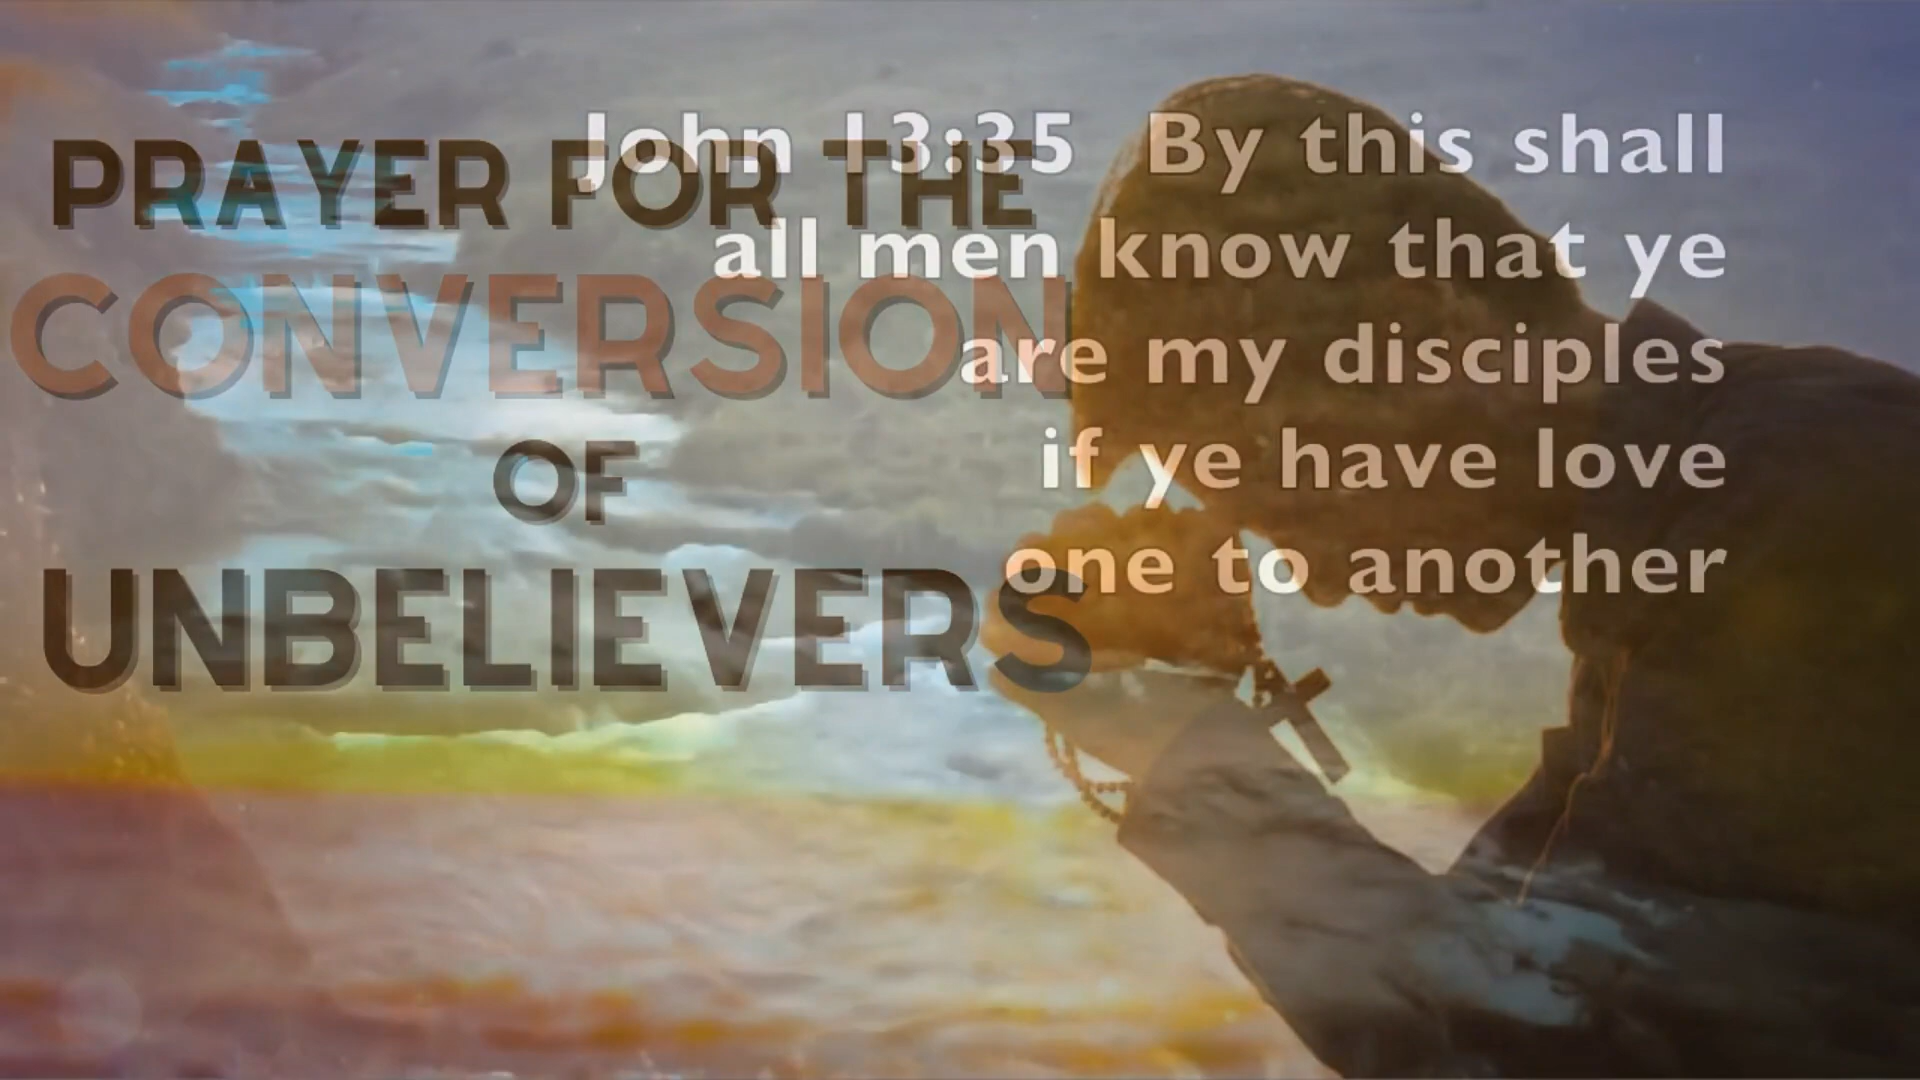 PRAYER FOR THE
CONVERSION
OF
UNBELIEVERS
John 13:35 By this shall
all men know that ye
are my disciples
if ye have love
one to another